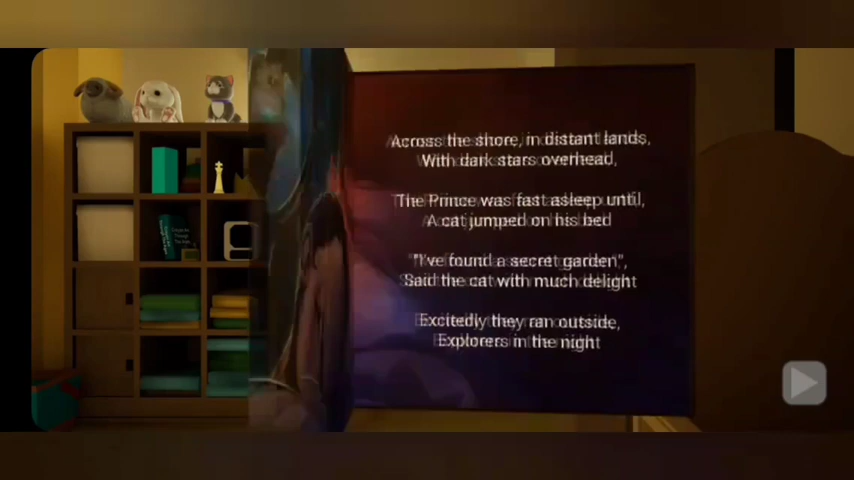 Across the shore, in distant lands,
With dark stars overhead,
The Prince was fast asleep until,
A cat jumped on his bed
"I've found a secret garden",
Said the cat with much delight
Excitedly they ran outside,
Explorers in the night